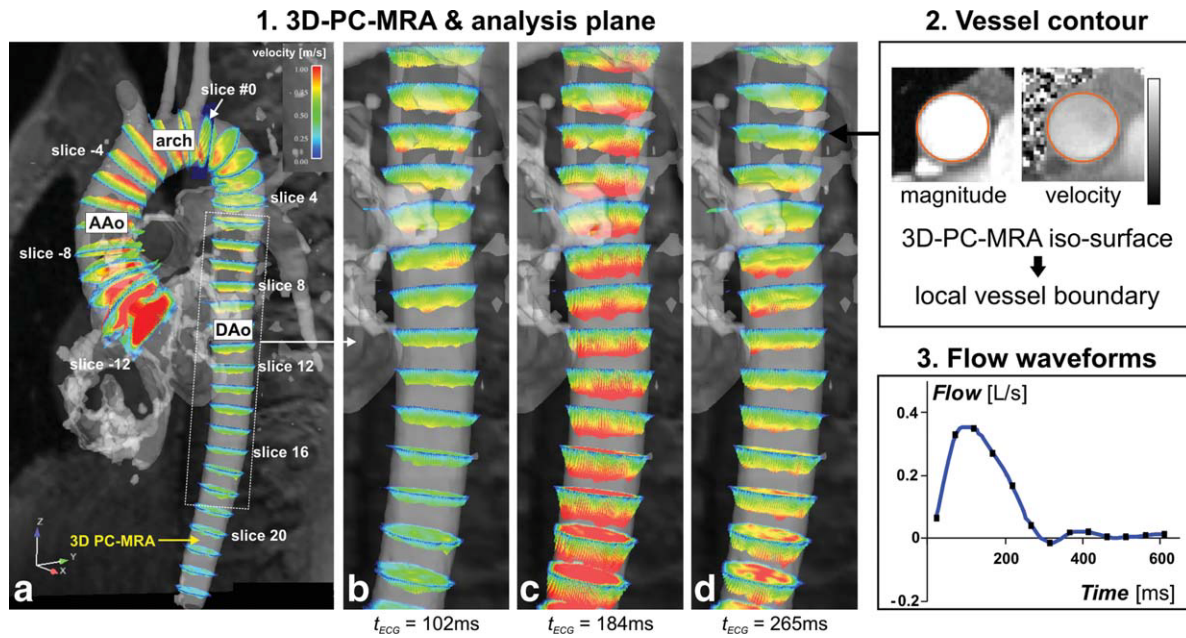 1. 3D-PC-MRA & analysis plane
velocity [m/s]
1.00
0.75
0.50
0.25
0.00
slice #0
arch
slice -4
slice 4
AAo
slice -8
slice 8
DAo
slice 12
slice -12
slice 16
3D PC-MRA
slice 20
Z
Y
X
a
b
c
d
tECG = 102ms
tECG = 184ms
tECG = 265ms
2. Vessel contour
magnitude
velocity
3D-PC-MRA iso-surface
local vessel boundary
3. Flow waveforms
Flow [L/s]
0.4
0.2
0
-0.2
200
400
600
Time [ms]